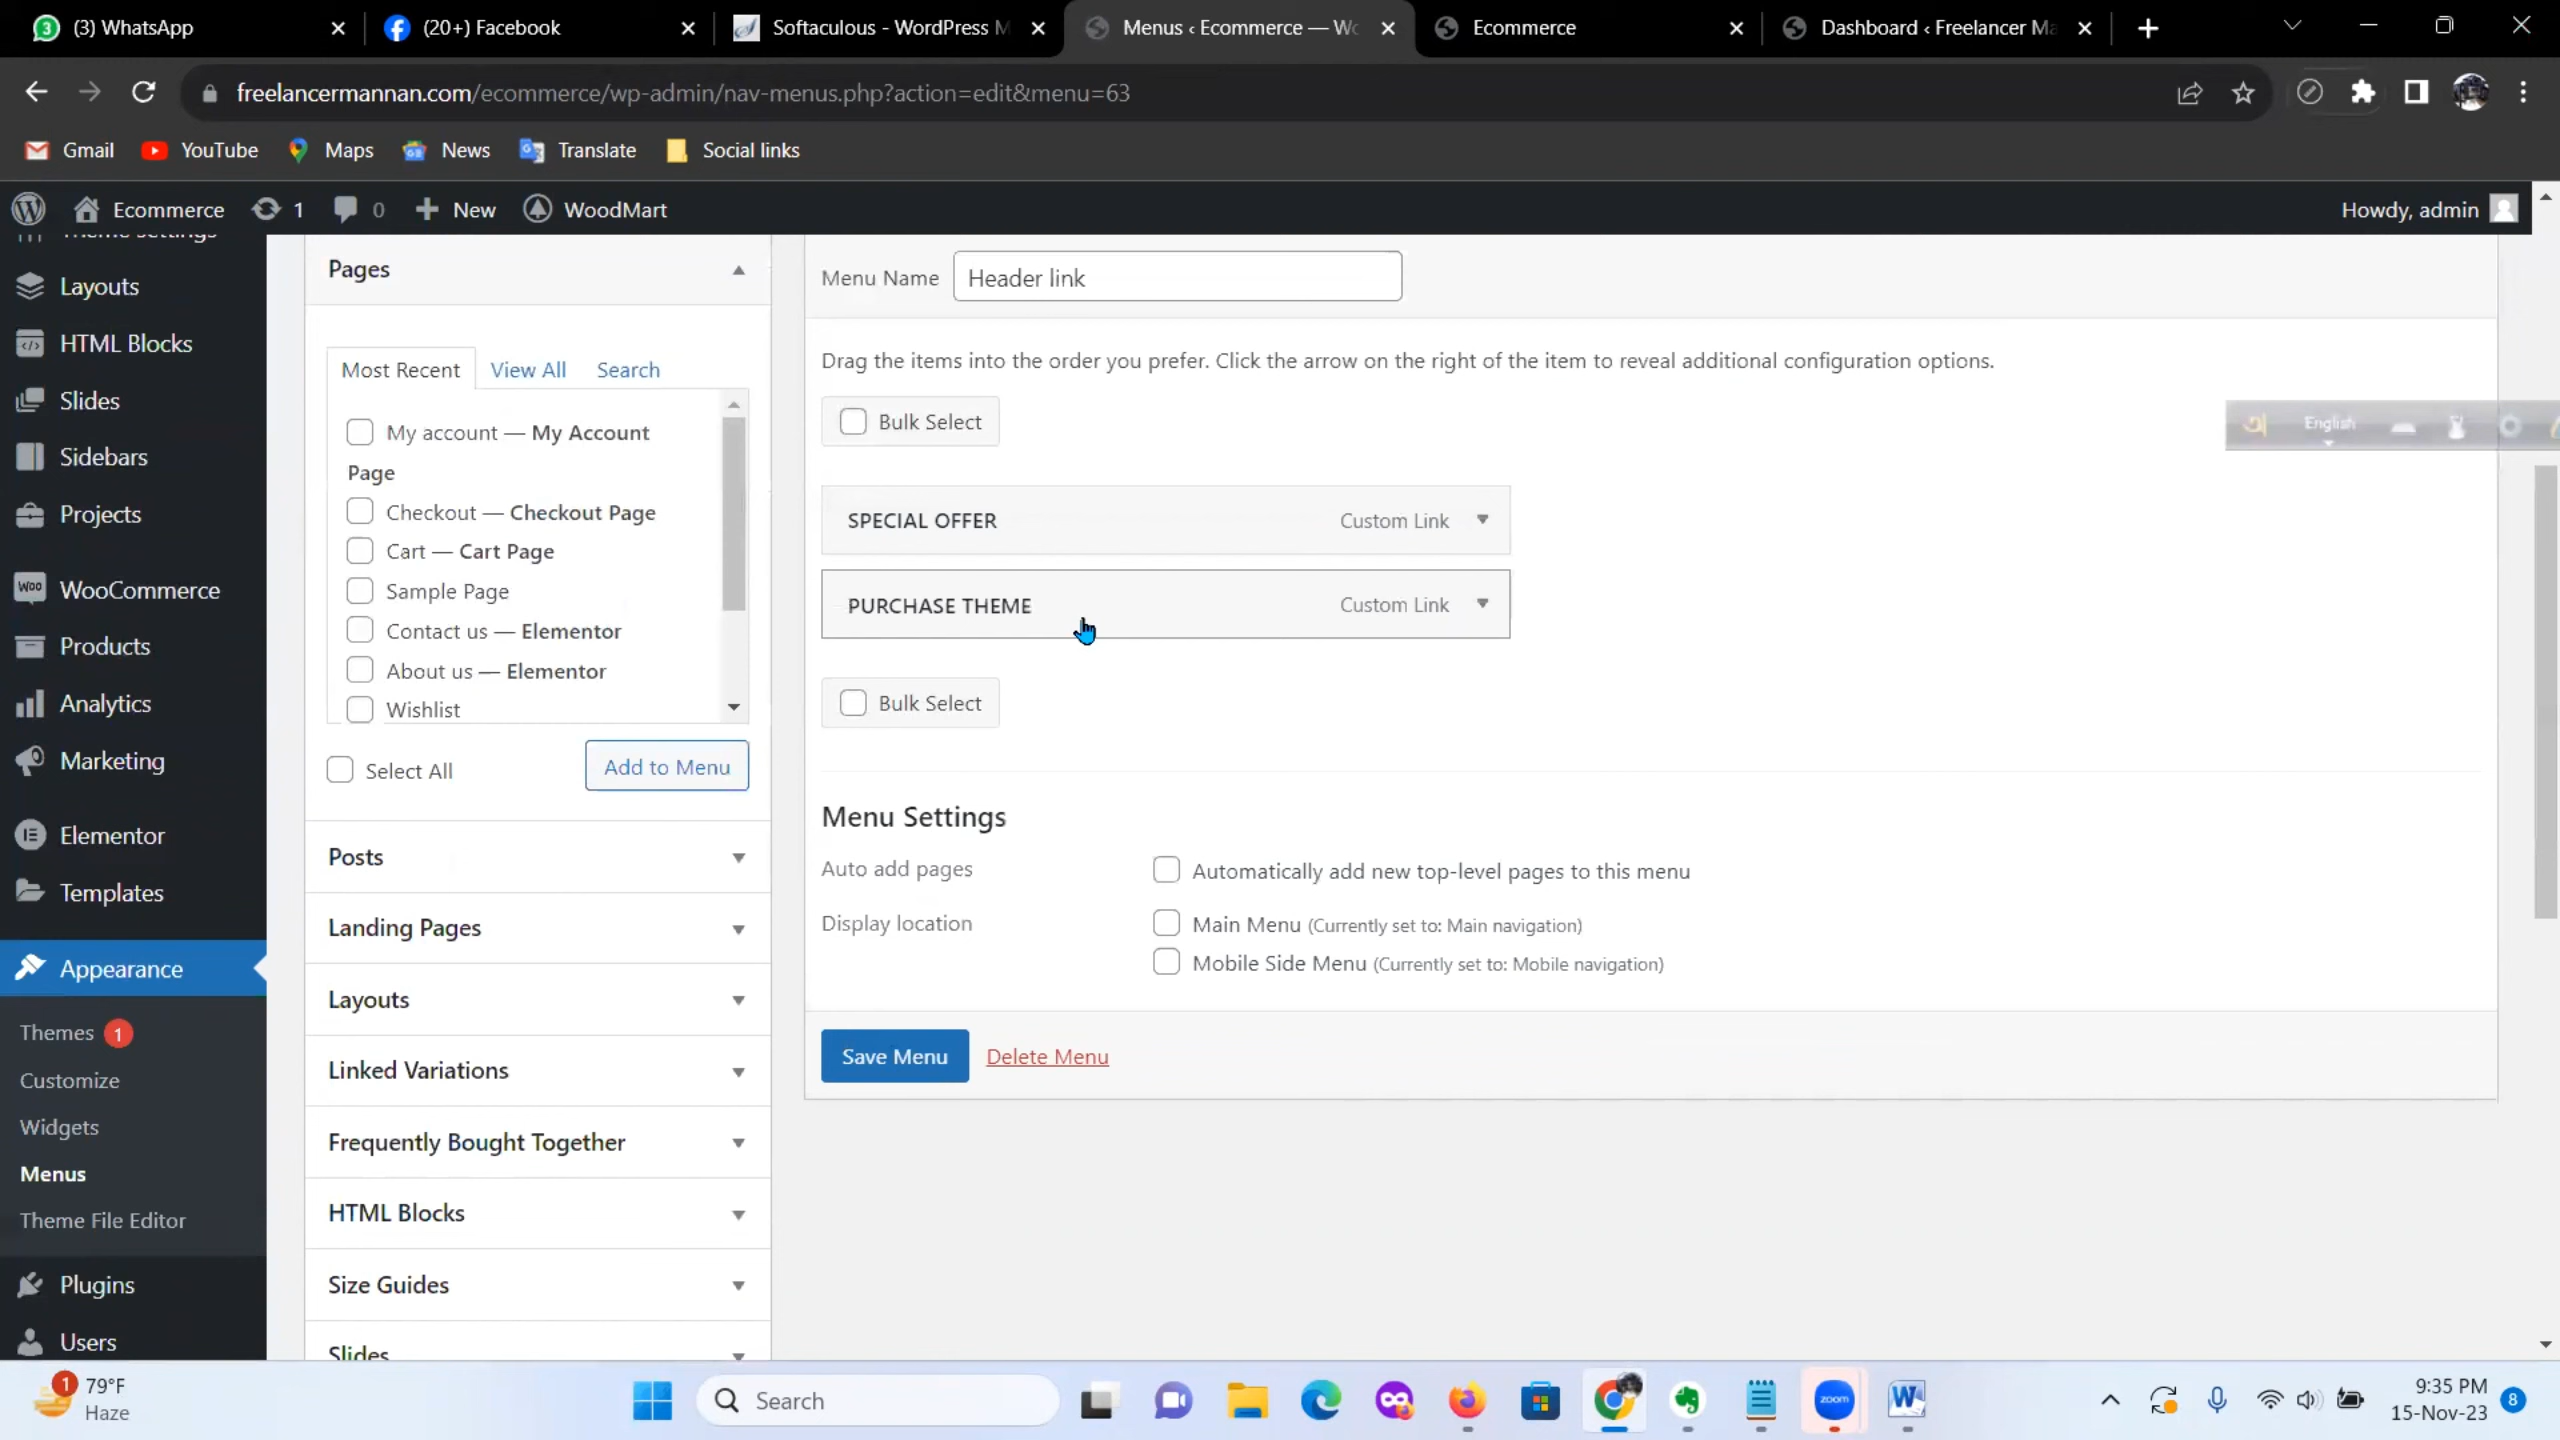 (3) WhatsApp
(20+) Facebook
Softaculous - WordPress M
Menus ‹ Ecommerce — Wo
Ecommerce
Dashboard ‹ Freelancer Ma
freelancermannan.com/ecommerce/wp-admin/nav-menus.php?action=edit&menu=63
Gmail
YouTube
Maps
News
Translate
Social links
Ecommerce
1
0
New
WoodMart
Howdy, admin
Theme Settings
Layouts
HTML Blocks
Slides
Sidebars
Projects
WooCommerce
Products
Analytics
Marketing
Elementor
Templates
Appearance
Themes 1
Customize
Widgets
Menus
Theme File Editor
Plugins
Users
Pages
Most Recent
View All
Search
My account — My Account
Page
Checkout — Checkout Page
Cart — Cart Page
Sample Page
Contact us — Elementor
About us — Elementor
Wishlist
Select All
Add to Menu
Posts
Landing Pages
Layouts
Linked Variations
Frequently Bought Together
HTML Blocks
Size Guides
Slides
Menu Name
Header link
Drag the items into the order you prefer. Click the arrow on the right of the item to reveal additional configuration options.
Bulk Select
English
SPECIAL OFFER
Custom Link
PURCHASE THEME
Custom Link
Bulk Select
Menu Settings
Auto add pages
Automatically add new top-level pages to this menu
Display location
Main Menu (Currently set to: Main navigation)
Mobile Side Menu (Currently set to: Mobile navigation)
Save Menu
Delete Menu
1
79°F
Haze
Search
zoom
9:35 PM
15-Nov-23
8